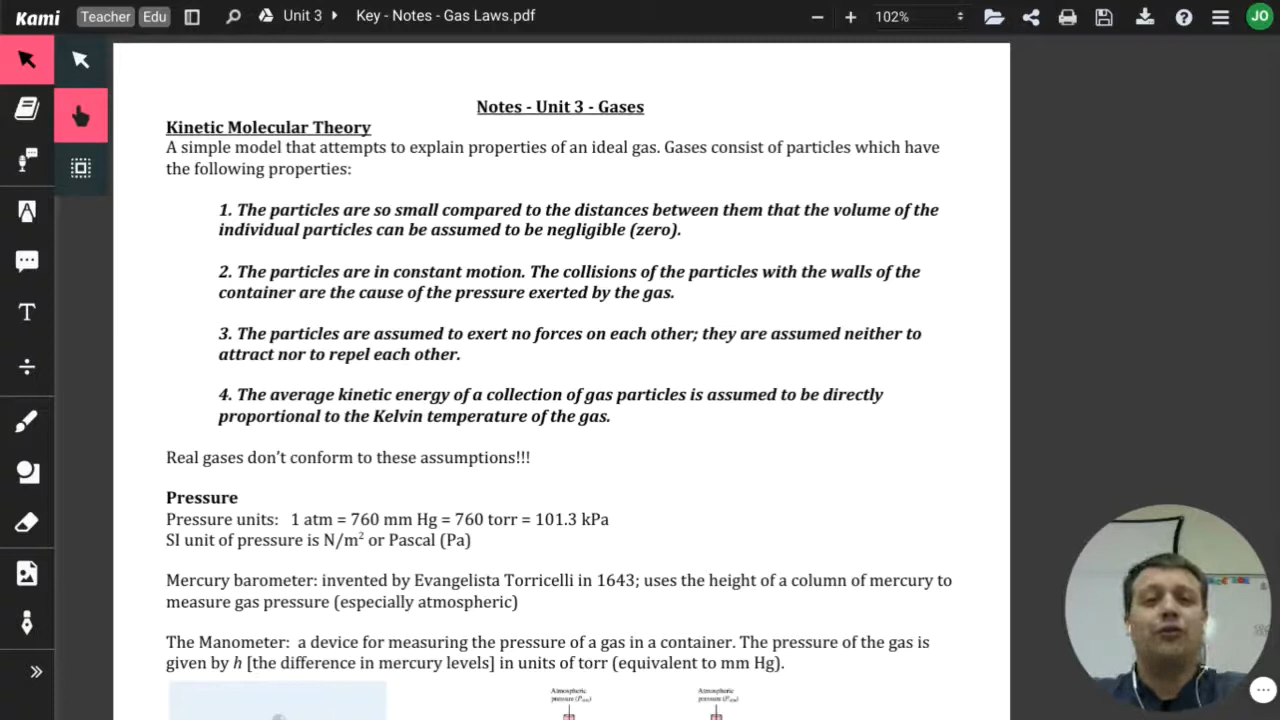 Kami Teacher Edu Unit 3 Key - Notes - Gas Laws.pdf 102% JO
Notes - Unit 3 - Gases
Kinetic Molecular Theory
A simple model that attempts to explain properties of an ideal gas. Gases consist of particles which have
the following properties:
1. The particles are so small compared to the distances between them that the volume of the
individual particles can be assumed to be negligible (zero).
2. The particles are in constant motion. The collisions of the particles with the walls of the
container are the cause of the pressure exerted by the gas.
3. The particles are assumed to exert no forces on each other; they are assumed neither to
attract nor to repel each other.
4. The average kinetic energy of a collection of gas particles is assumed to be directly
proportional to the Kelvin temperature of the gas.
Real gases don't conform to these assumptions!!!
Pressure
Pressure units: 1 atm = 760 mm Hg = 760 torr = 101.3 kPa
SI unit of pressure is N/m² or Pascal (Pa)
Mercury barometer: invented by Evangelista Torricelli in 1643; uses the height of a column of mercury to
measure gas pressure (especially atmospheric)
The Manometer: a device for measuring the pressure of a gas in a container. The pressure of the gas is
given by h [the difference in mercury levels] in units of torr (equivalent to mm Hg).
Atmospheric Atmospheric
pressure (Patm) pressure (Patm)